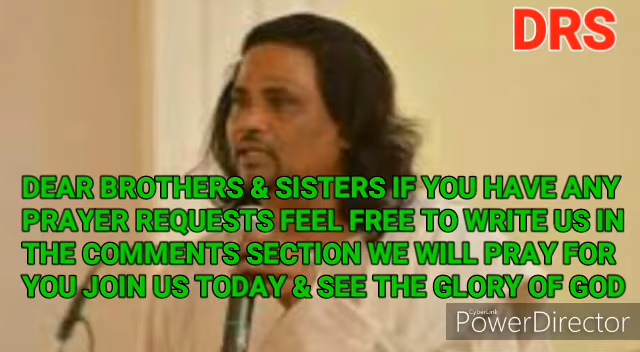 DRS
DEAR BROTHERS & SISTERS IF YOU HAVE ANY
PRAYER REQUESTS FEEL FREE TO WRITE US IN
THE COMMENTS SECTION WE WILL PRAY FOR
YOU JOIN US TODAY & SEE THE GLORY OF GOD
CyberLink
PowerDirector